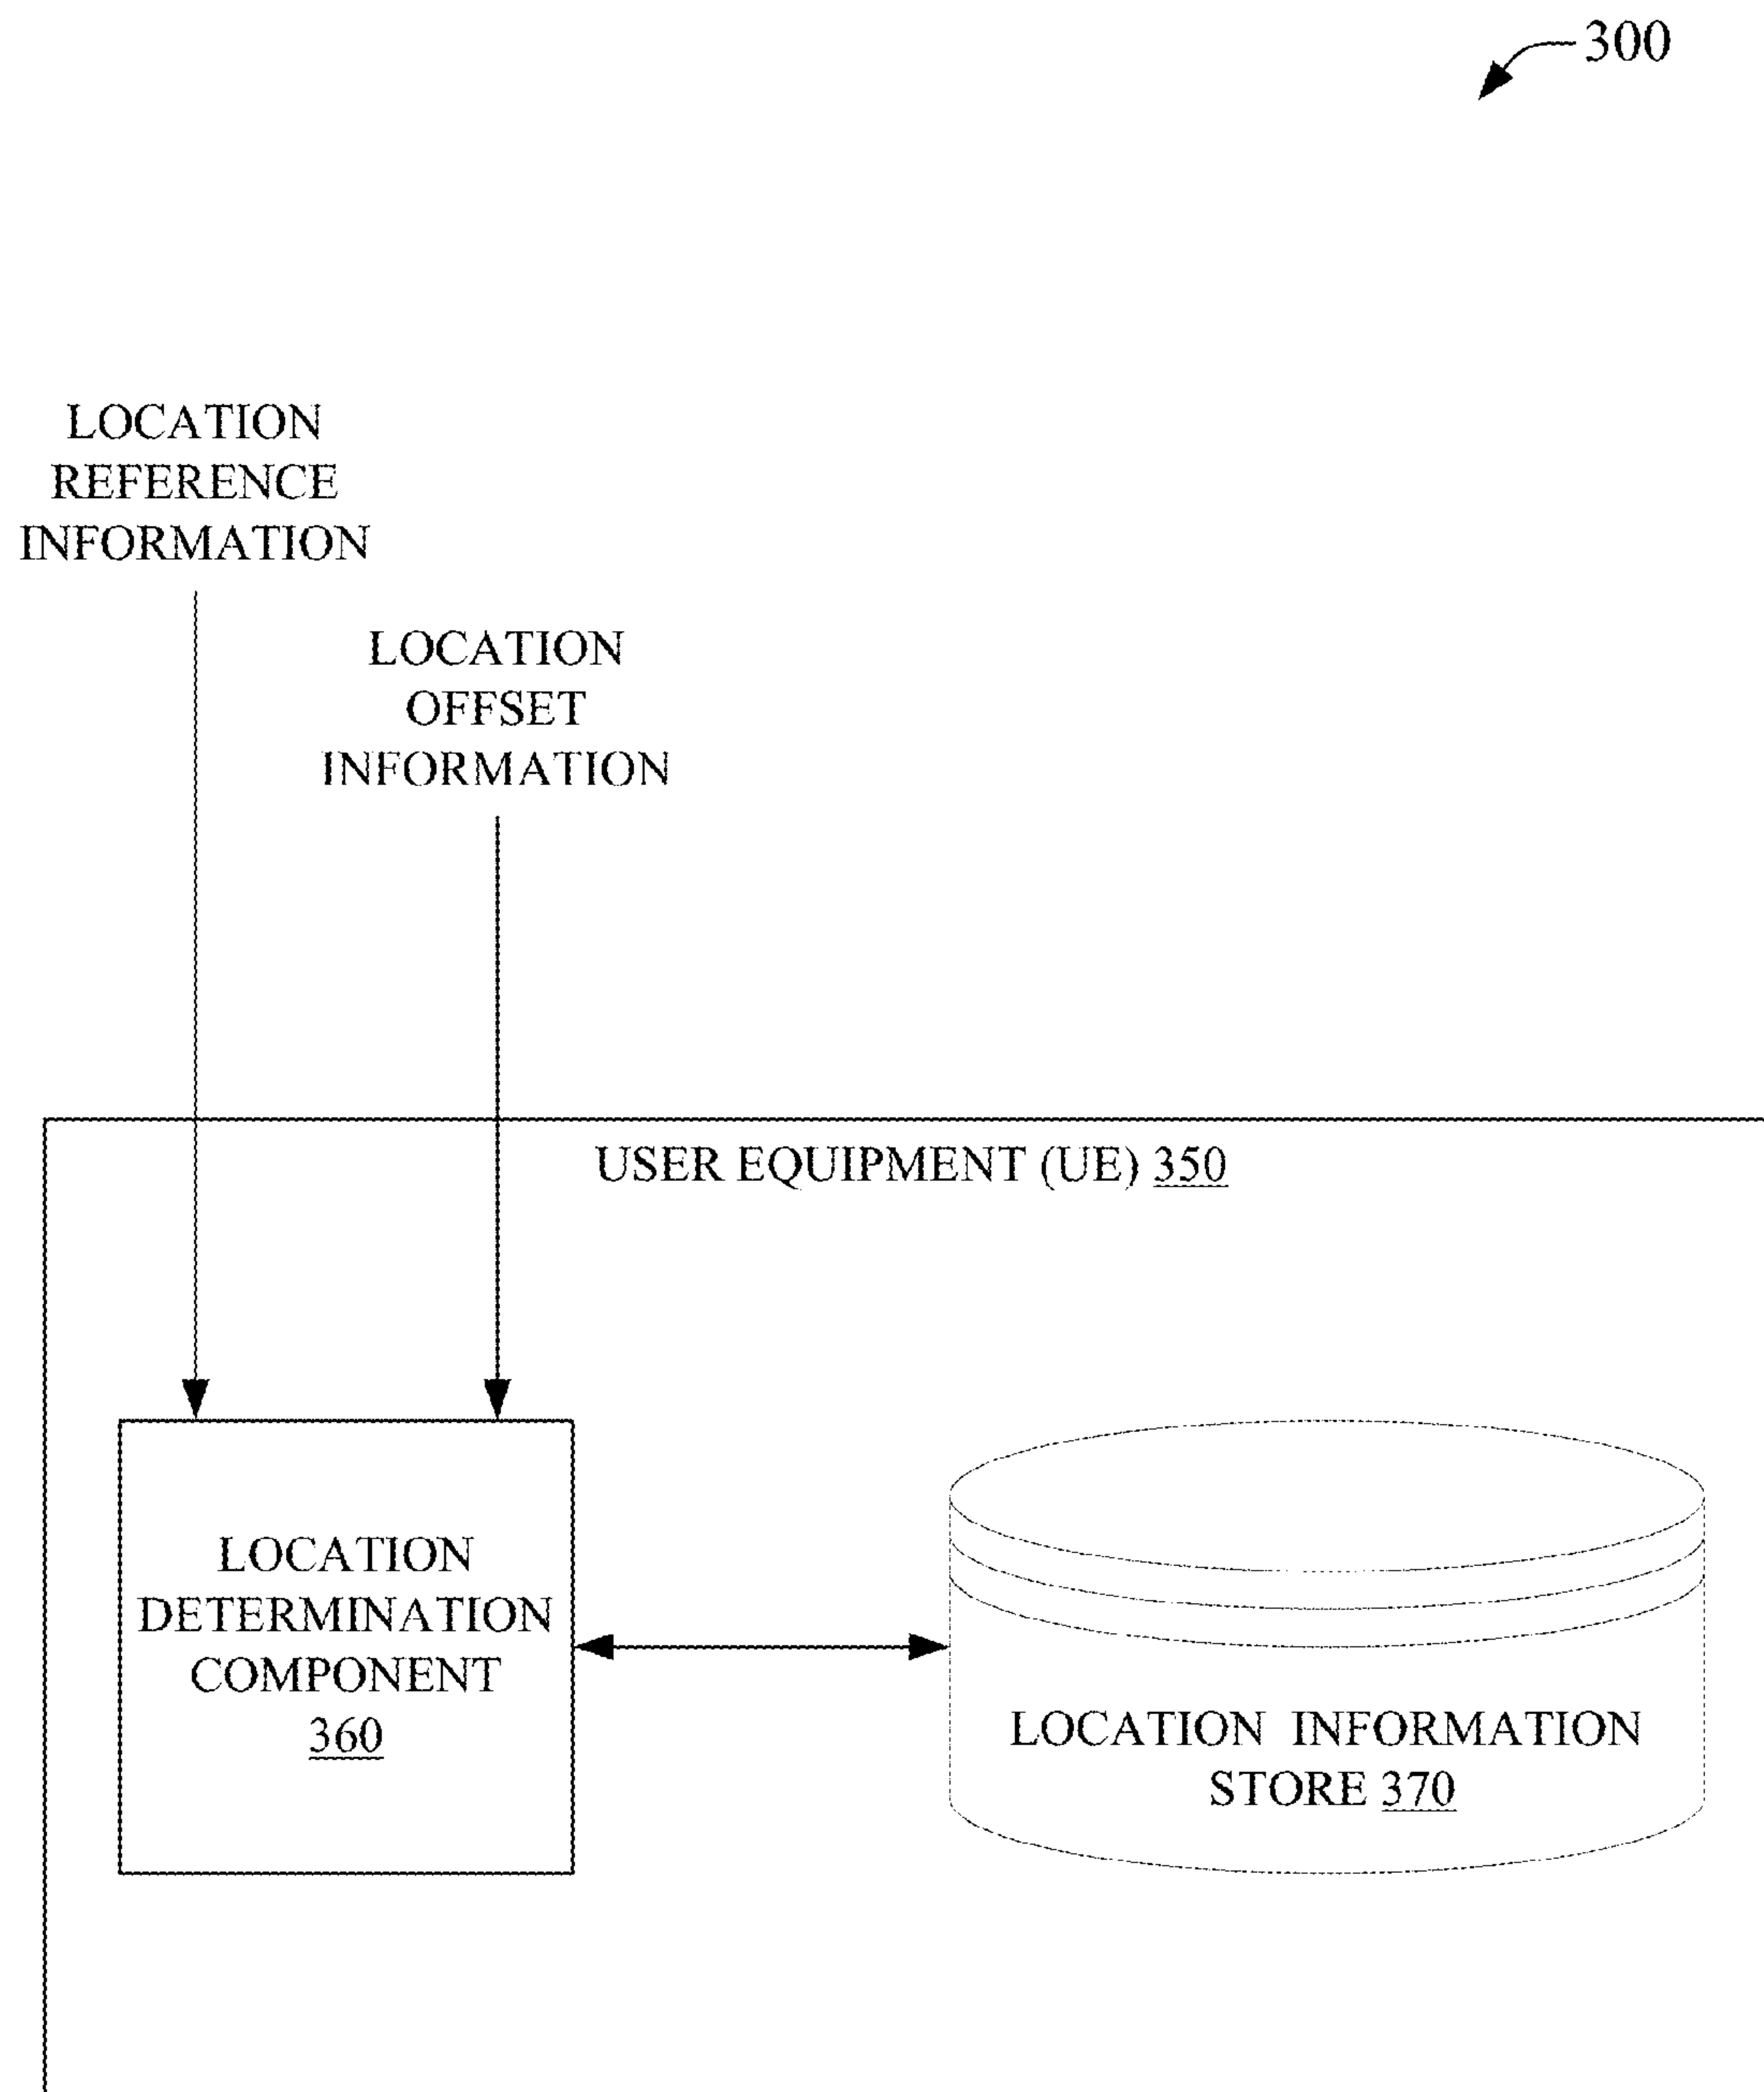 300
LOCATION
REFERENCE
INFORMATION
LOCATION
OFFSET
INFORMATION
USER EQUIPMENT (UE) 350
LOCATION
DETERMINATION
COMPONENT
360
LOCATION INFORMATION
STORE 370